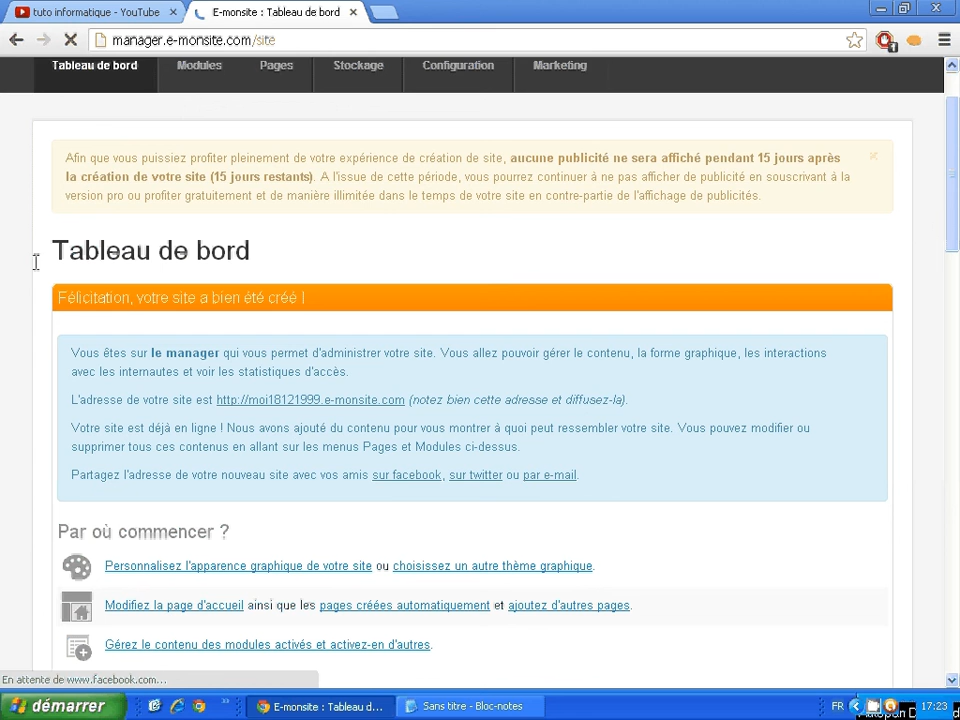 tuto informatique - YouTube
E-monsite : Tableau de bord
manager.e-monsite.com/site
Tableau de bord
Modules
Pages
Stockage
Configuration
Marketing
Afin que vous puissiez profiter pleinement de votre expérience de création de site, aucune publicité ne sera affiché pendant 15 jours après
la création de votre site (15 jours restants). A l'issue de cette période, vous pourrez continuer à ne pas afficher de publicité en souscrivant à la
version pro ou profiter gratuitement et de manière illimitée dans le temps de votre site en contre-partie de l'affichage de publicités.
Tableau de bord
Félicitation, votre site a bien été créé !
Vous êtes sur le manager qui vous permet d'administrer votre site. Vous allez pouvoir gérer le contenu, la forme graphique, les interactions
avec les internautes et voir les statistiques d'accès.
L'adresse de votre site est http://moi18121999.e-monsite.com (notez bien cette adresse et diffusez-la).
Votre site est déjà en ligne ! Nous avons ajouté du contenu pour vous montrer à quoi peut ressembler votre site. Vous pouvez modifier ou
supprimer tous ces contenus en allant sur les menus Pages et Modules ci-dessus.
Partagez l'adresse de votre nouveau site avec vos amis sur facebook, sur twitter ou par e-mail.
Par où commencer ?
Personnalisez l'apparence graphique de votre site ou choisissez un autre thème graphique.
Modifiez la page d'accueil ainsi que les pages créées automatiquement et ajoutez d'autres pages.
Gérez le contenu des modules activés et activez-en d'autres.
En attente de www.facebook.com...
démarrer
E-monsite : Tableau d...
Sans titre - Bloc-notes
FR
17:23